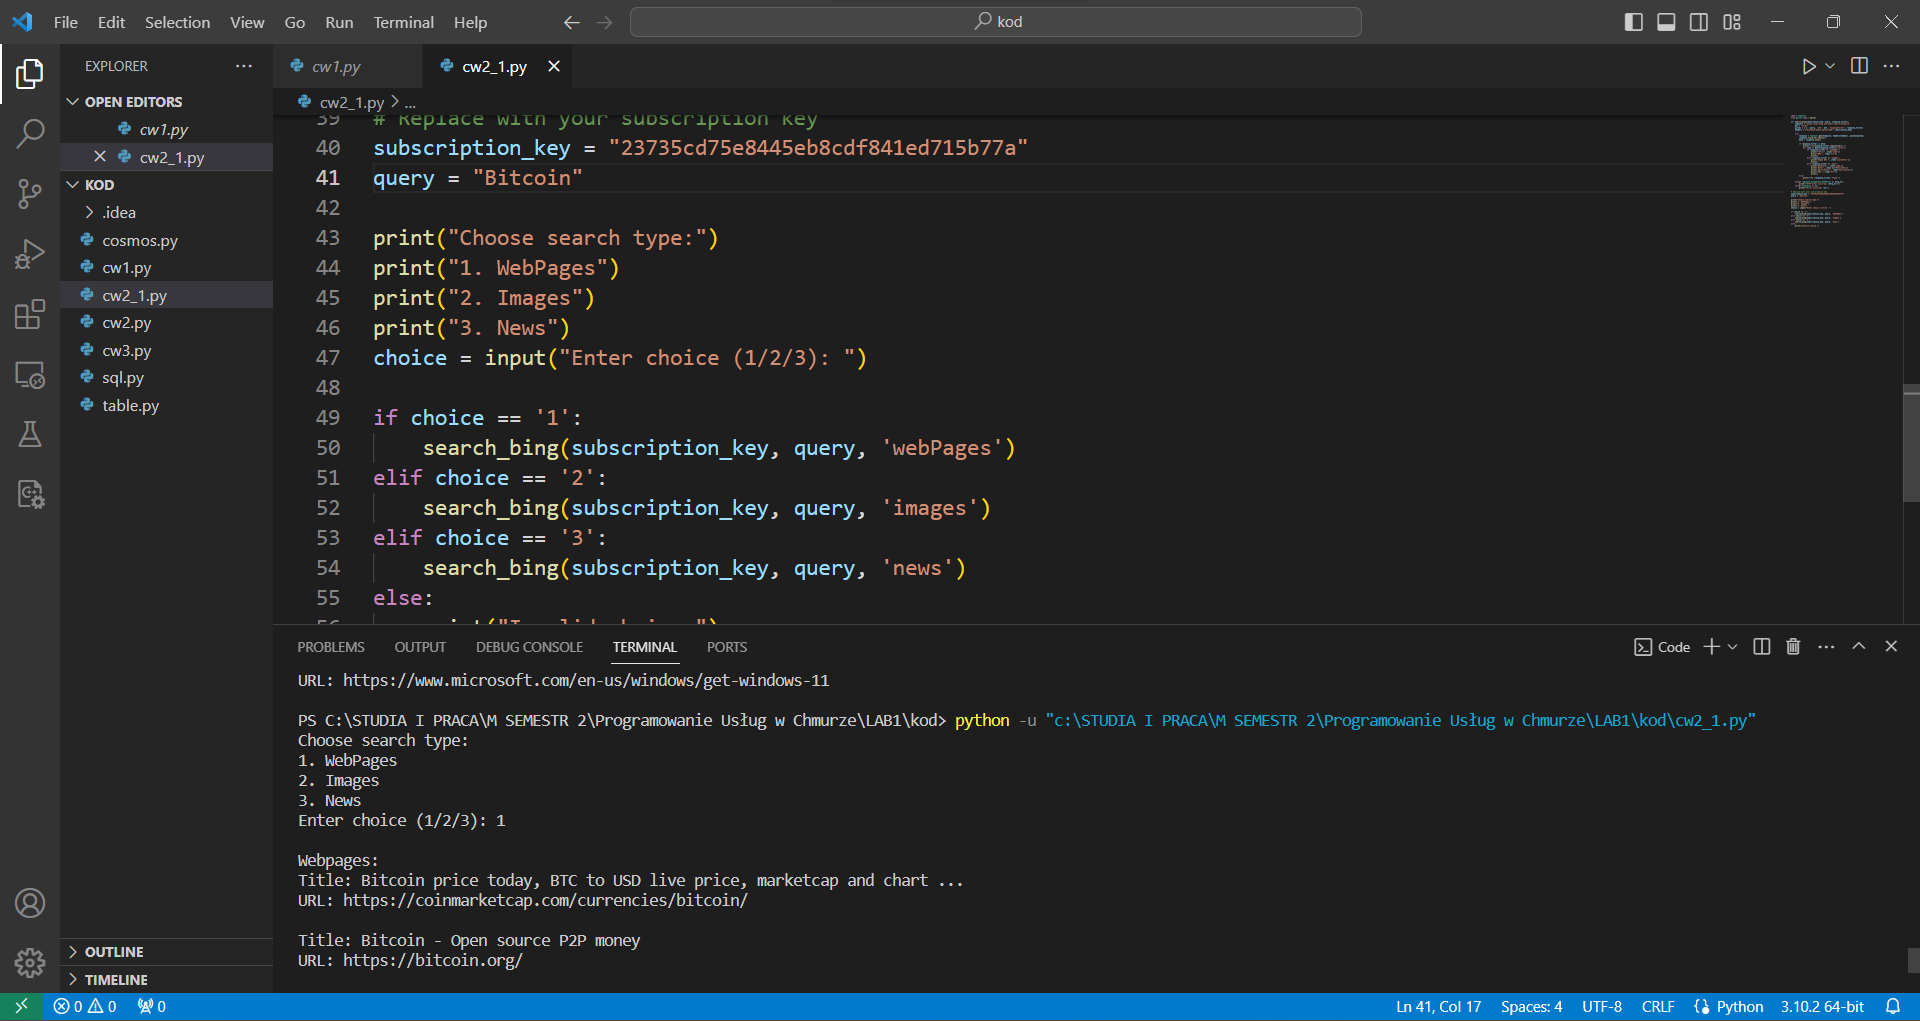 File Edit Selection View Go Run Terminal Help
kod
EXPLORER
OPEN EDITORS
cw1.py
cw2_1.py
KOD
.idea
cosmos.py
cw1.py
cw2_1.py
cw2.py
cw3.py
sql.py
table.py
OUTLINE
TIMELINE
cw1.py cw2_1.py
cw2_1.py > ...
39 # Replace with your subscription key
40 subscription_key = "23735cd75e8445eb8cdf841ed715b77a"
41 query = "Bitcoin"
42
43 print("Choose search type:")
44 print("1. WebPages")
45 print("2. Images")
46 print("3. News")
47 choice = input("Enter choice (1/2/3): ")
48
49 if choice == '1':
50 search_bing(subscription_key, query, 'webPages')
51 elif choice == '2':
52 search_bing(subscription_key, query, 'images')
53 elif choice == '3':
54 search_bing(subscription_key, query, 'news')
55 else:
PROBLEMS OUTPUT DEBUG CONSOLE TERMINAL PORTS
Code
URL: https://www.microsoft.com/en-us/windows/get-windows-11
PS C:\STUDIA I PRACA\M SEMESTR 2\Programowanie Usług w Chmurze\LAB1\kod> python -u "c:\STUDIA I PRACA\M SEMESTR 2\Programowanie Usług w Chmurze\LAB1\kod\cw2_1.py"
Choose search type:
1. WebPages
2. Images
3. News
Enter choice (1/2/3): 1
Webpages:
Title: Bitcoin price today, BTC to USD live price, marketcap and chart ...
URL: https://coinmarketcap.com/currencies/bitcoin/
Title: Bitcoin - Open source P2P money
URL: https://bitcoin.org/
0 0 0
Ln 41, Col 17 Spaces: 4 UTF-8 CRLF Python 3.10.2 64-bit